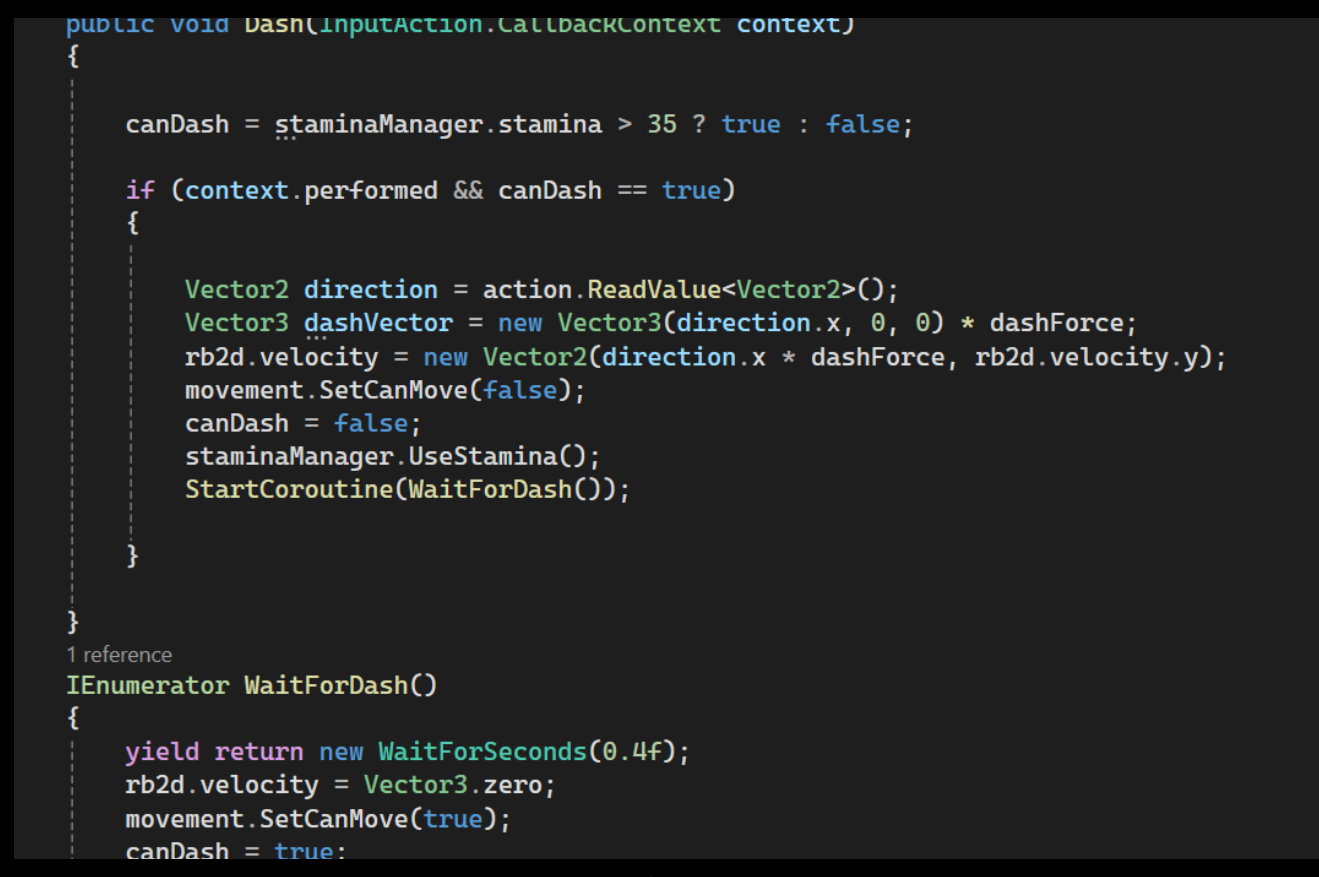 public void Dash(InputAction.CallbackContext context)
{
canDash = staminaManager.stamina > 35 ? true : false;
if (context.performed && canDash == true)
{
Vector2 direction = action.ReadValue<Vector2>();
Vector3 dashVector = new Vector3(direction.x, 0, 0) * dashForce;
rb2d.velocity = new Vector2(direction.x * dashForce, rb2d.velocity.y);
movement.SetCanMove(false);
canDash = false;
staminaManager.UseStamina();
StartCoroutine(WaitForDash());
}
}
1 reference
IEnumerator WaitForDash()
{
yield return new WaitForSeconds(0.4f);
rb2d.velocity = Vector3.zero;
movement.SetCanMove(true);
canDash = true;